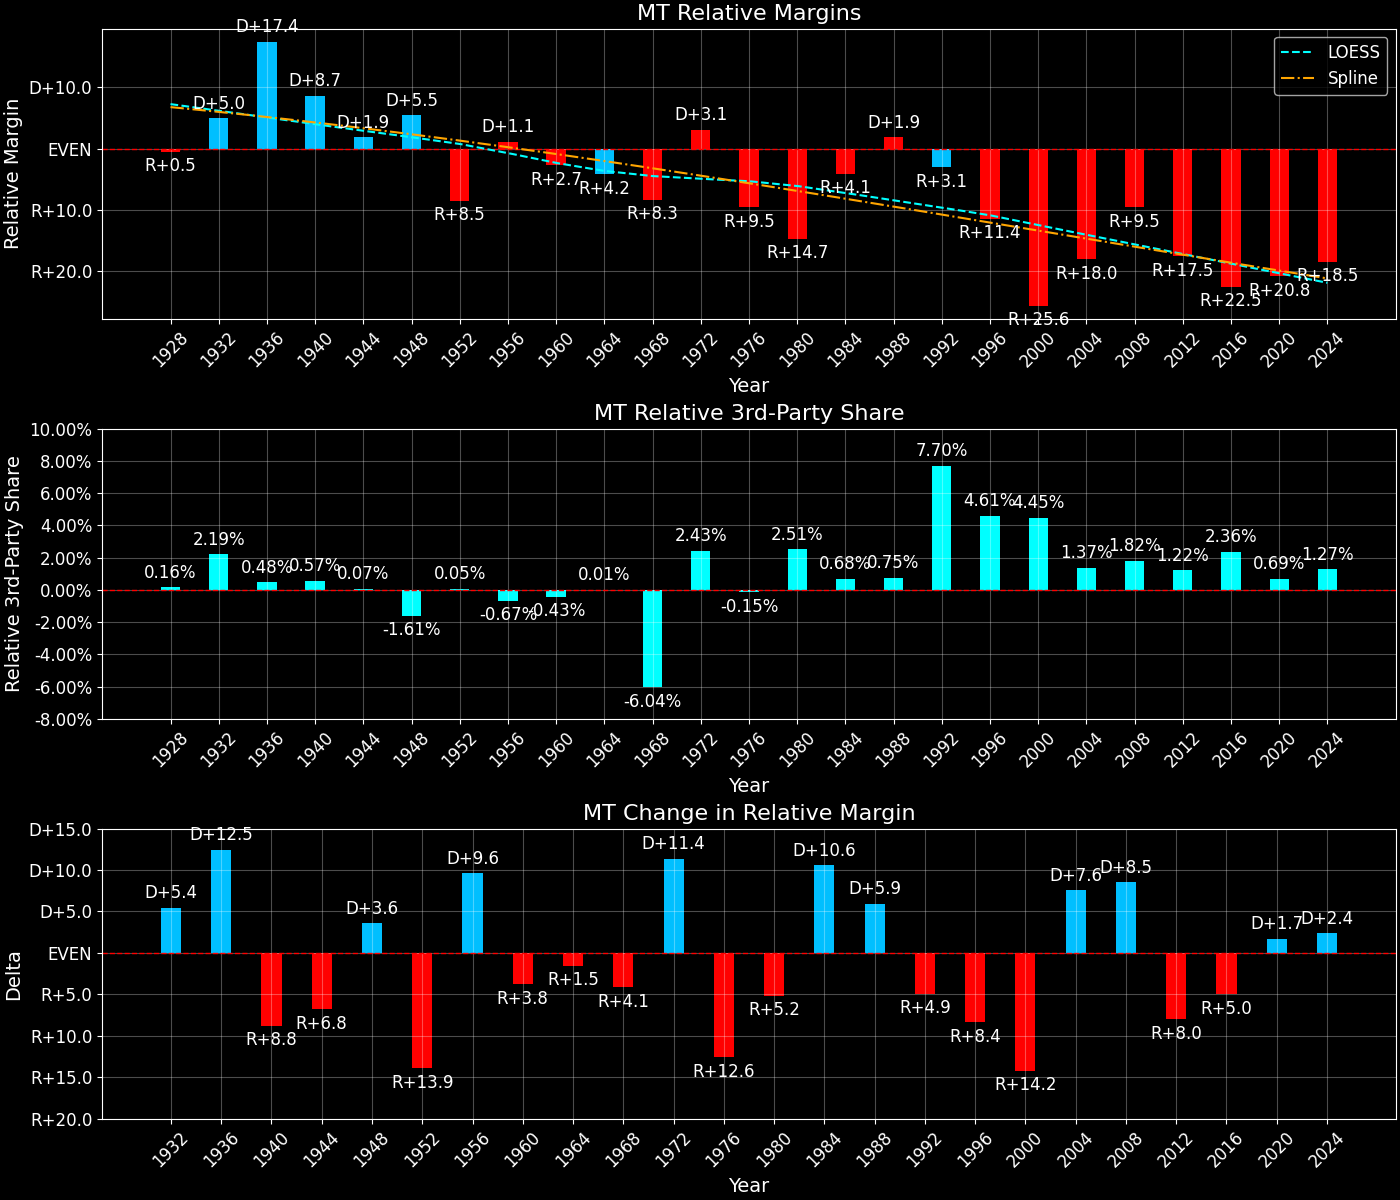 MT Relative Margins
Relative Margin
D+10.0
EVEN
R+10.0
R+20.0
R+0.5
D+5.0
D+17.4
D+8.7
D+1.9
D+5.5
R+8.5
D+1.1
R+2.7
R+4.2
R+8.3
D+3.1
R+9.5
R+14.7
R+4.1
D+1.9
R+3.1
R+11.4
R+25.6
R+18.0
R+9.5
R+17.5
R+22.5
R+20.8
R+18.5
LOESS
Spline
1928 1932 1936 1940 1944 1948 1952 1956 1960 1964 1968 1972 1976 1980 1984 1988 1992 1996 2000 2004 2008 2012 2016 2020 2024
Year
MT Relative 3rd-Party Share
Relative 3rd-Party Share
10.00%
8.00%
6.00%
4.00%
2.00%
0.00%
-2.00%
-4.00%
-6.00%
-8.00%
0.16%
2.19%
0.48%
0.57%
0.07%
-1.61%
0.05%
-0.67%
-0.43%
0.01%
-6.04%
2.43%
-0.15%
2.51%
0.68%
0.75%
7.70%
4.61%
4.45%
1.37%
1.82%
1.22%
2.36%
0.69%
1.27%
1928 1932 1936 1940 1944 1948 1952 1956 1960 1964 1968 1972 1976 1980 1984 1988 1992 1996 2000 2004 2008 2012 2016 2020 2024
Year
MT Change in Relative Margin
Delta
D+15.0
D+10.0
D+5.0
EVEN
R+5.0
R+10.0
R+15.0
R+20.0
D+5.4
D+12.5
R+8.8
R+6.8
D+3.6
R+13.9
D+9.6
R+3.8
R+1.5
R+4.1
D+11.4
R+12.6
R+5.2
D+10.6
D+5.9
R+4.9
R+8.4
R+14.2
D+7.6
D+8.5
R+8.0
R+5.0
D+1.7
D+2.4
1932 1936 1940 1944 1948 1952 1956 1960 1964 1968 1972 1976 1980 1984 1988 1992 1996 2000 2004 2008 2012 2016 2020 2024
Year